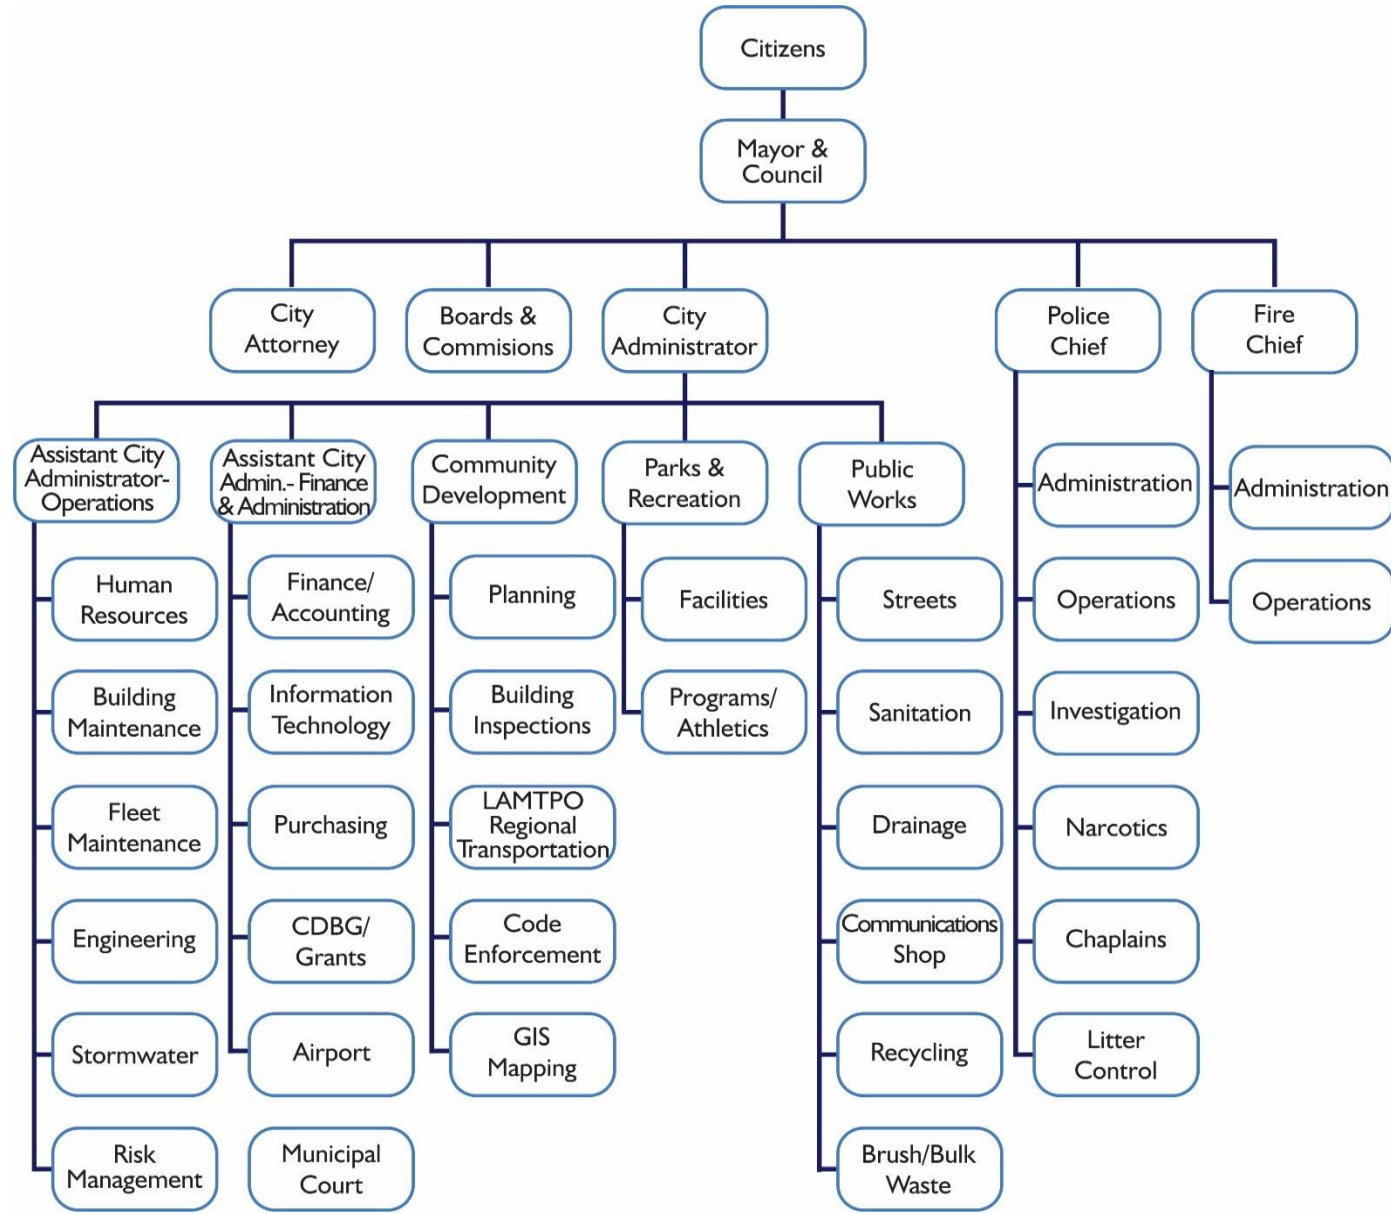 Citizens
Mayor &
Council
City
Attorney
Boards &
Commisions
City
Administrator
Police
Chief
Fire
Chief
Assistant City
Administrator-
Operations
Assistant City
Admin.- Finance
& Administration
Community
Development
Parks &
Recreation
Public
Works
Human
Resources
Building
Maintenance
Fleet
Maintenance
Engineering
Stormwater
Risk
Management
Finance/
Accounting
Information
Technology
Purchasing
CDBG/
Grants
Airport
Municipal
Court
Planning
Building
Inspections
LAMTPO
Regional
Transportation
Code
Enforcement
GIS
Mapping
Facilities
Programs/
Athletics
Streets
Sanitation
Drainage
Communications
Shop
Recycling
Brush/Bulk
Waste
Administration
Operations
Investigation
Narcotics
Chaplains
Litter
Control
Administration
Operations